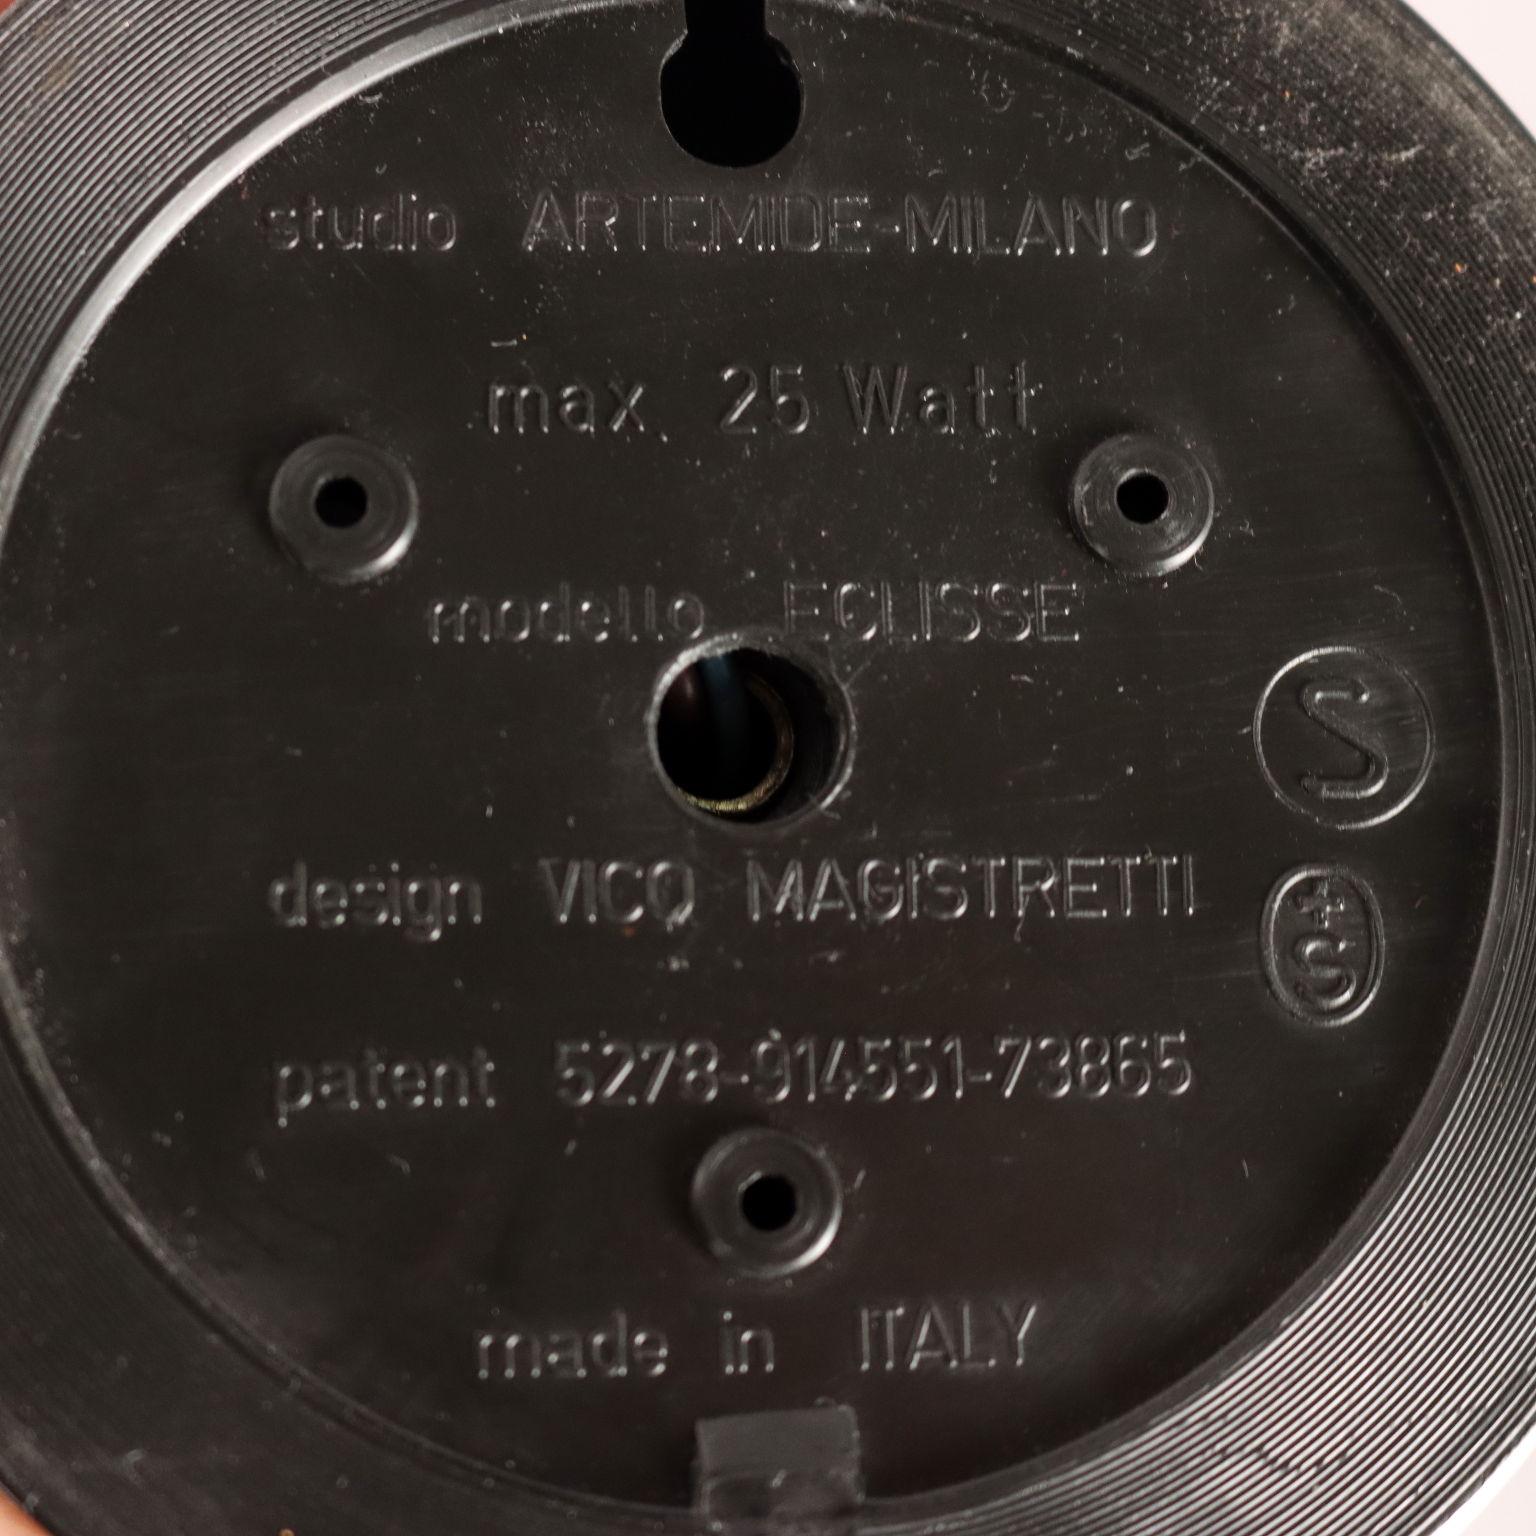 studio ARTEMIDE-MILANO
max. 25 Watt
modello ECLISSE
S
design VICO MAGISTRETTI
+S
patent 5278-914551-73865
made in ITALY